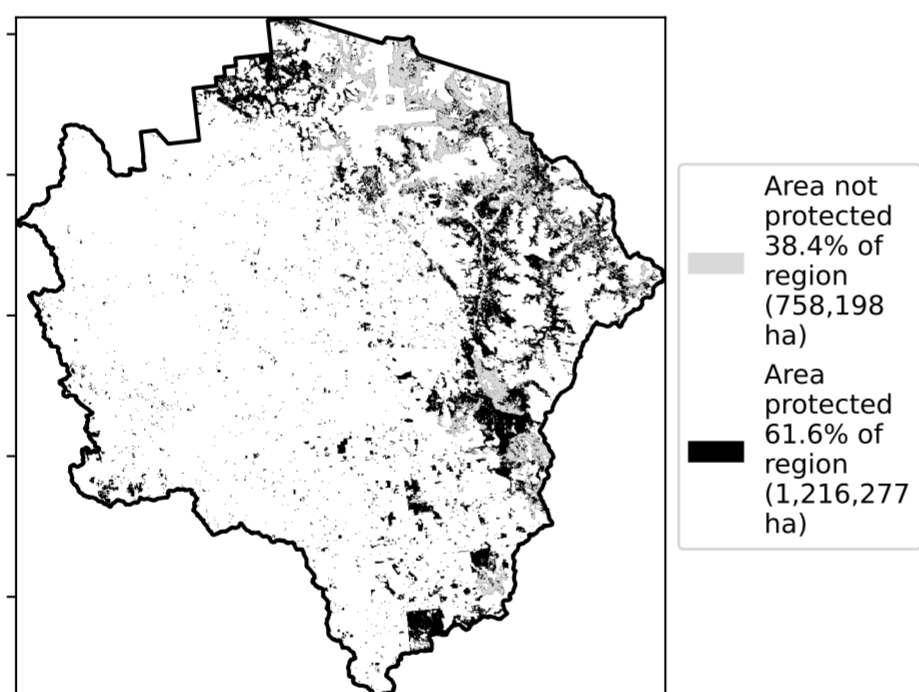 Area not
protected
38.4% of
region
(758,198
ha)
Area
protected
61.6% of
region
(1,216,277
ha)